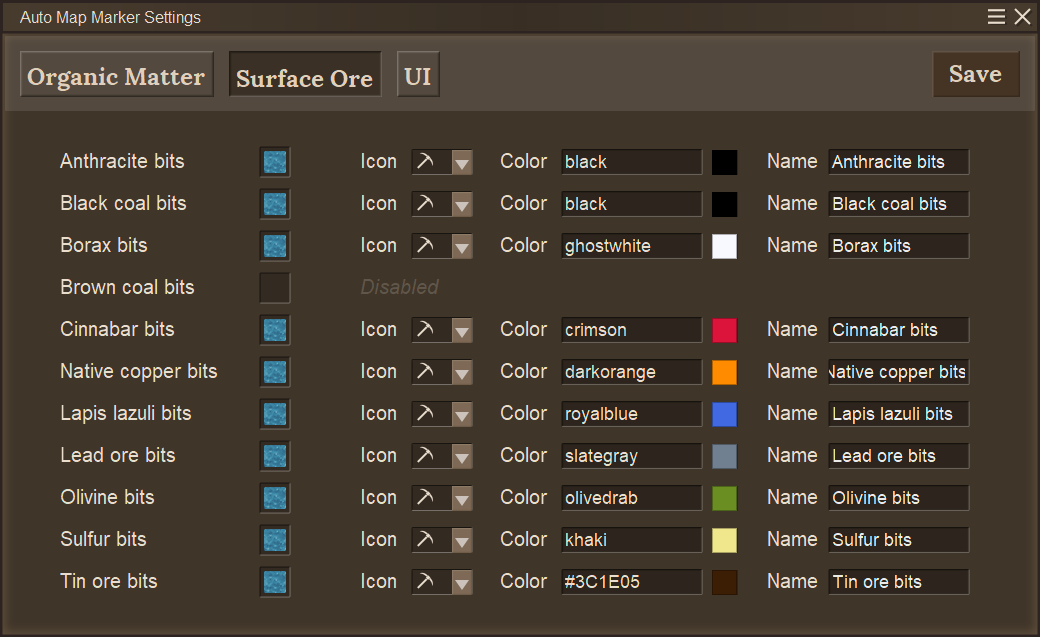 Auto Map Marker Settings
Organic Matter Surface Ore UI Save
Anthracite bits Icon Color black Name Anthracite bits
Black coal bits Icon Color black Name Black coal bits
Borax bits Icon Color ghostwhite Name Borax bits
Brown coal bits Disabled
Cinnabar bits Icon Color crimson Name Cinnabar bits
Native copper bits Icon Color darkorange Name Native copper bits
Lapis lazuli bits Icon Color royalblue Name Lapis lazuli bits
Lead ore bits Icon Color slategray Name Lead ore bits
Olivine bits Icon Color olivedrab Name Olivine bits
Sulfur bits Icon Color khaki Name Sulfur bits
Tin ore bits Icon Color #3C1E05 Name Tin ore bits